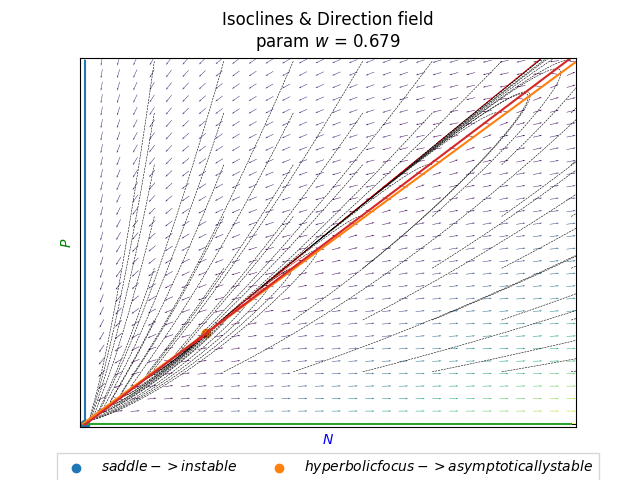 Isoclines & Direction field
param w = 0.679
P
N
saddle−>instable
hyperbolicfocus−>asymptoticallystable